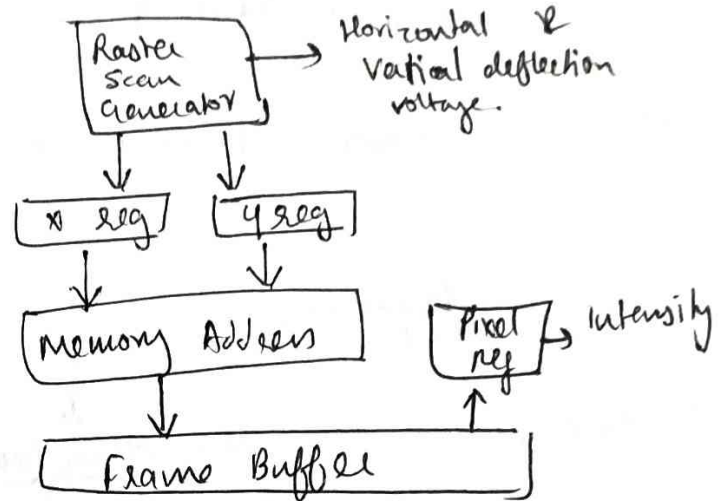 Raster
Scan
Generator
Horizontal &
Vatical deflection
voltage.
x reg
y reg
Memory Address
Pixel
reg
Intensity
Frame Buffer